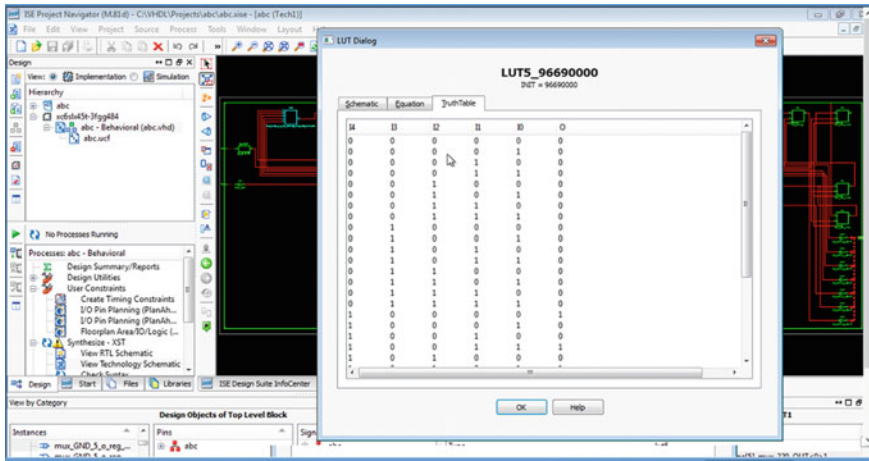 ISE Project Navigator (M.81d) - C:\VHDL\Projects\abc\abc.xise - [abc (Tech1)]
File Edit View Project Source Process Tools Window Layout
Design
View: Implementation Simulation
Hierarchy
abc
xc6slx45t-3fgg484
abc - Behavioral (abc.vhd)
abc.ucf
No Processes Running
Processes: abc - Behavioral
Design Summary/Reports
Design Utilities
User Constraints
Create Timing Constraints
I/O Pin Planning (PlanAh...
I/O Pin Planning (PlanAh...
Floorplan Area/IO/Logic (...
Synthesize - XST
View RTL Schematic
View Technology Schematic
Check Syntax
Design Start Files Libraries ISE Design Suite InfoCenter
View by Category
Design Objects of Top Level Block
Instances Pins Sign
mux_GND_5_o_reg_... abc
LUT Dialog
LUT5_96690000
INIT = 96690000
Schematic Equation TruthTable
I4 I3 I2 I1 I0 O
0 0 0 0 0 0
0 0 0 0 1 0
0 0 0 1 0 0
0 0 0 1 1 0
0 0 1 0 0 0
0 0 1 0 1 0
0 0 1 1 0 0
0 0 1 1 1 0
0 1 0 0 0 0
0 1 0 0 1 0
0 1 0 1 0 0
0 1 0 1 1 0
0 1 1 0 0 0
0 1 1 0 1 0
0 1 1 1 0 0
0 1 1 1 1 0
1 0 0 0 0 1
1 0 0 0 1 0
1 0 0 1 0 0
1 0 0 1 1 1
1 0 1 0 0 0
OK Help